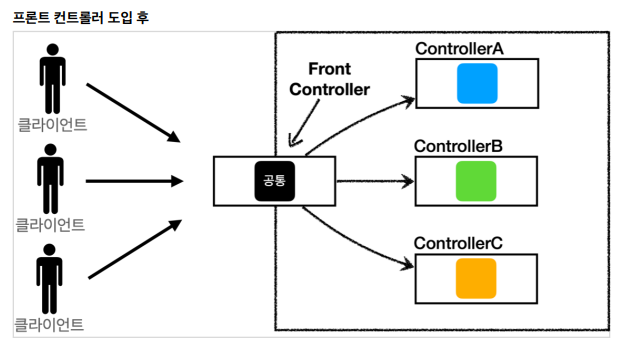 프론트 컨트롤러 도입 후
클라이언트
클라이언트
클라이언트
Front
Controller
공통
ControllerA
ControllerB
ControllerC